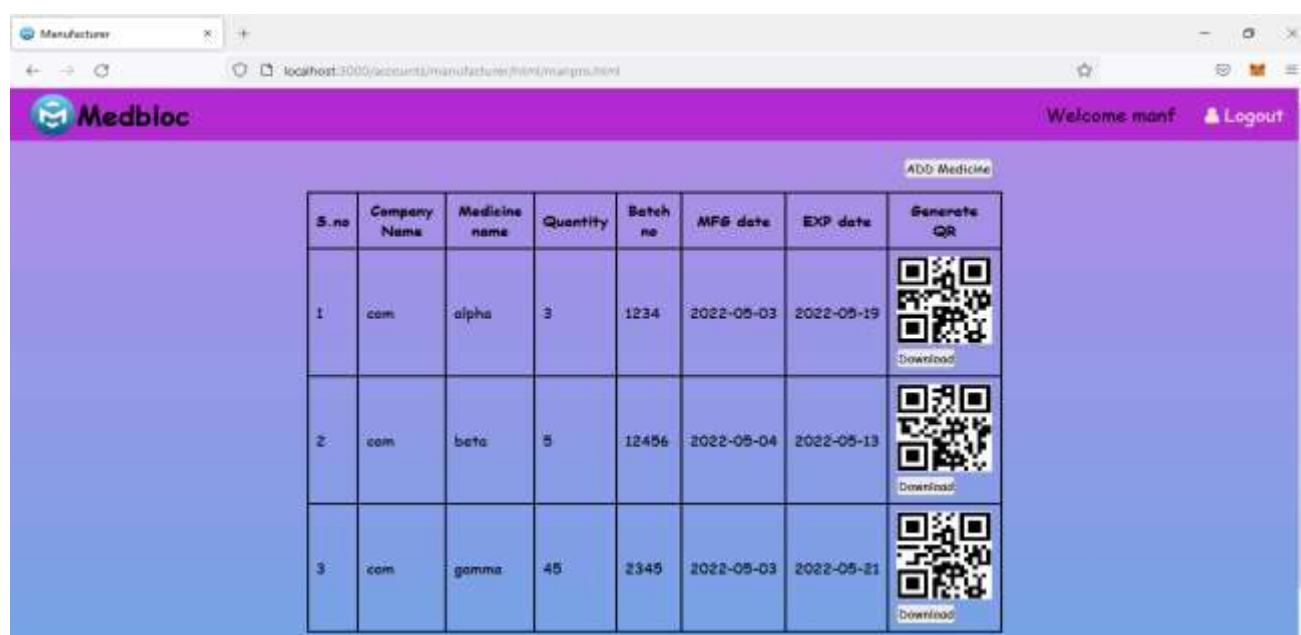 Manufacturer
localhost:3000/accounts/manufacturer/html/manpro.html
Medbloc
Welcome manf
Logout
ADD Medicine
S.no Company Name Medicine name Quantity Batch no MFG date EXP date Generate QR
1 com alpha 3 1234 2022-05-03 2022-05-19
Download
2 com beta 5 12456 2022-05-04 2022-05-13
Download
3 com gamma 45 2345 2022-05-03 2022-05-21
Download